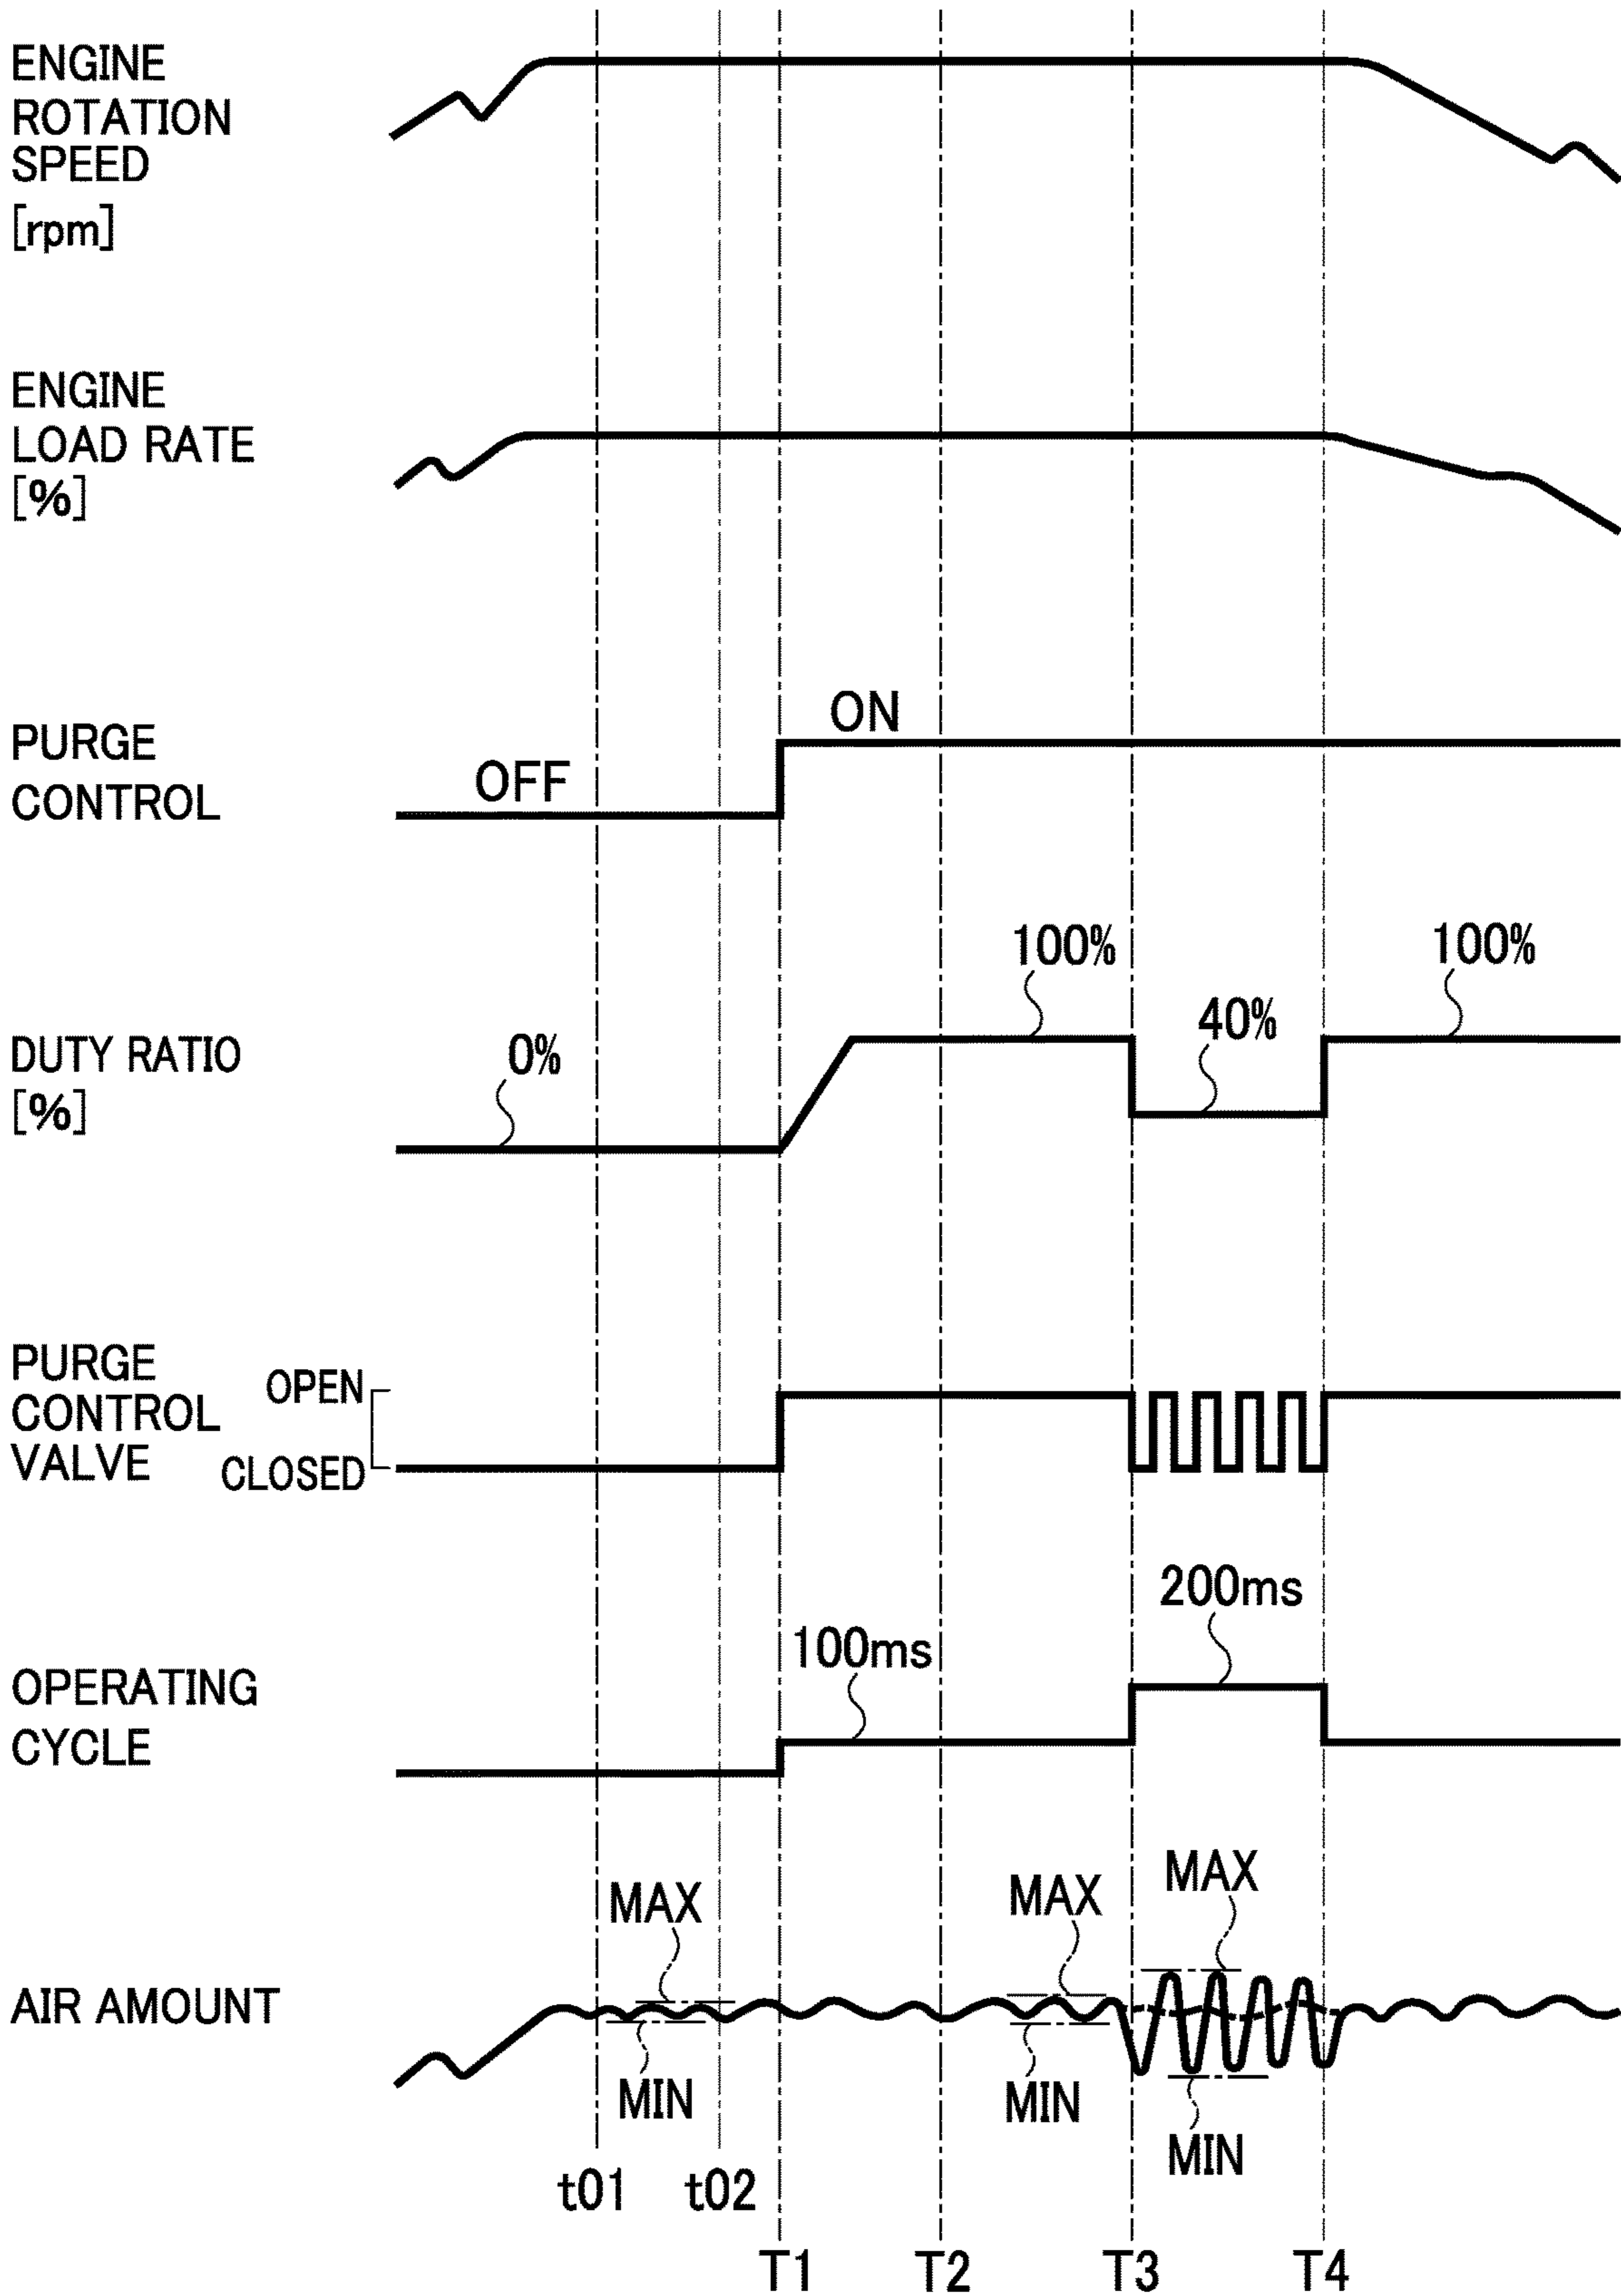 ENGINE
ROTATION
SPEED
[rpm]
ENGINE
LOAD RATE
[%]
ON
PURGE
OFF
CONTROL
100%
100%
40%
0%
DUTY RATIO
[%]
PURGE
OPEN
CONTROL
VALVE
CLOSED
200ms
100ms
OPERATING
CYCLE
MAX
MAX
MAX
AIR AMOUNT
MIN
MIN
MIN
t01 t02
T1 T2 T3 T4